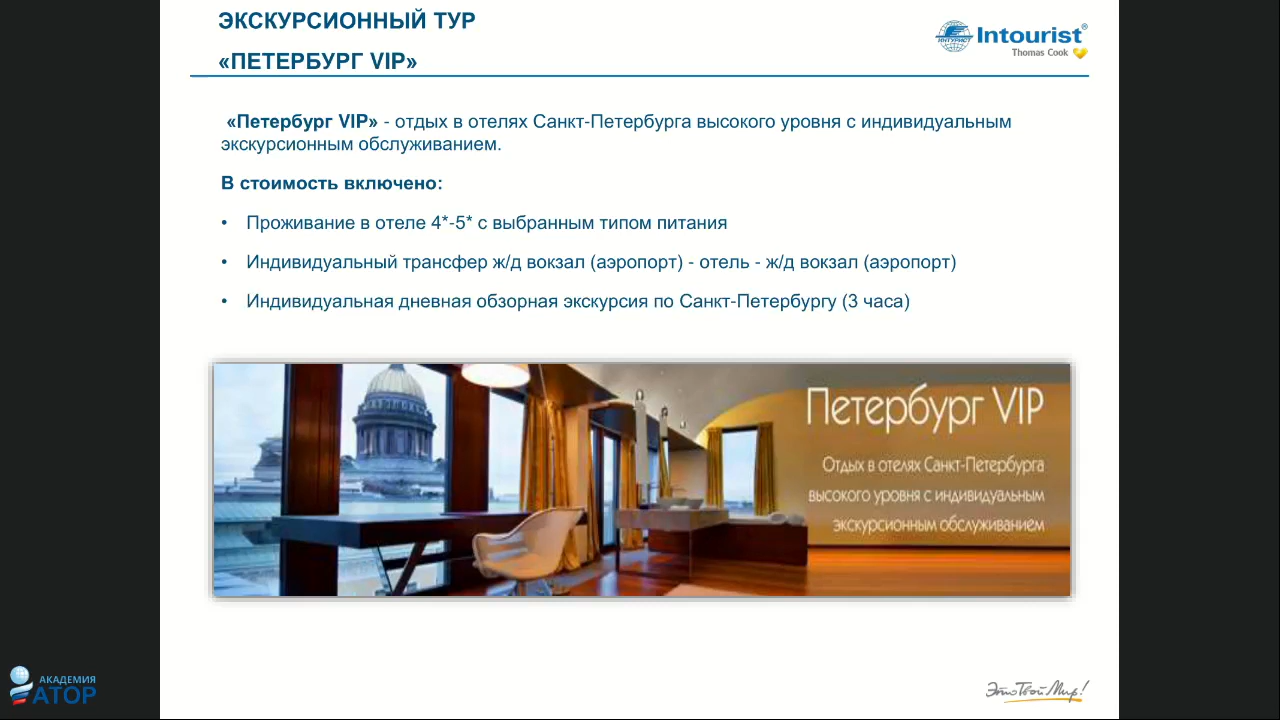 ЭКСКУРСИОННЫЙ ТУР
«ПЕТЕРБУРГ VIP»
ИНТУРИСТ
Intourist®
Thomas Cook
«Петербург VIP» - отдых в отелях Санкт-Петербурга высокого уровня с индивидуальным
экскурсионным обслуживанием.
В стоимость включено:
• Проживание в отеле 4*-5* с выбранным типом питания
• Индивидуальный трансфер ж/д вокзал (аэропорт) - отель - ж/д вокзал (аэропорт)
• Индивидуальная дневная обзорная экскурсия по Санкт-Петербургу (3 часа)
Петербург VIP
Отдых в отелях Санкт-Петербурга
высокого уровня с индивидуальным
экскурсионным обслуживанием
АКАДЕМИЯ
АТОР
Это Твой Мир!